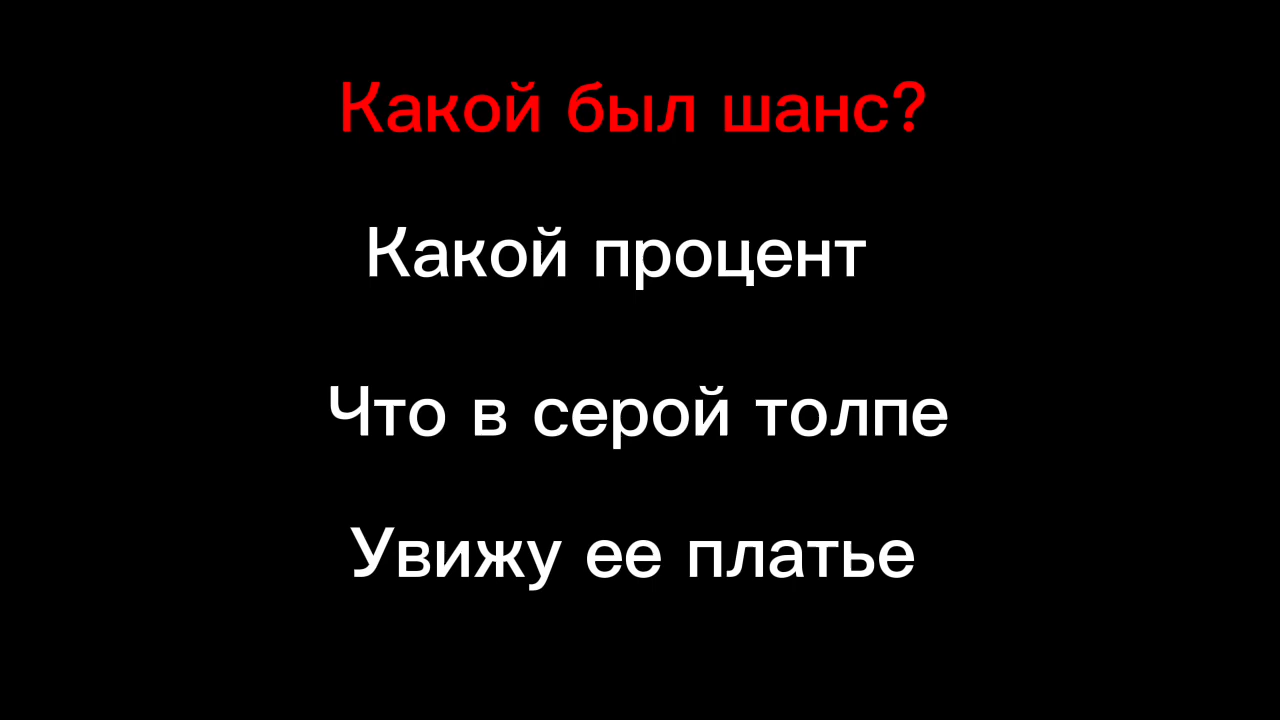 Какой был шанс?
Какой процент
Что в серой толпе
Увижу ее платье